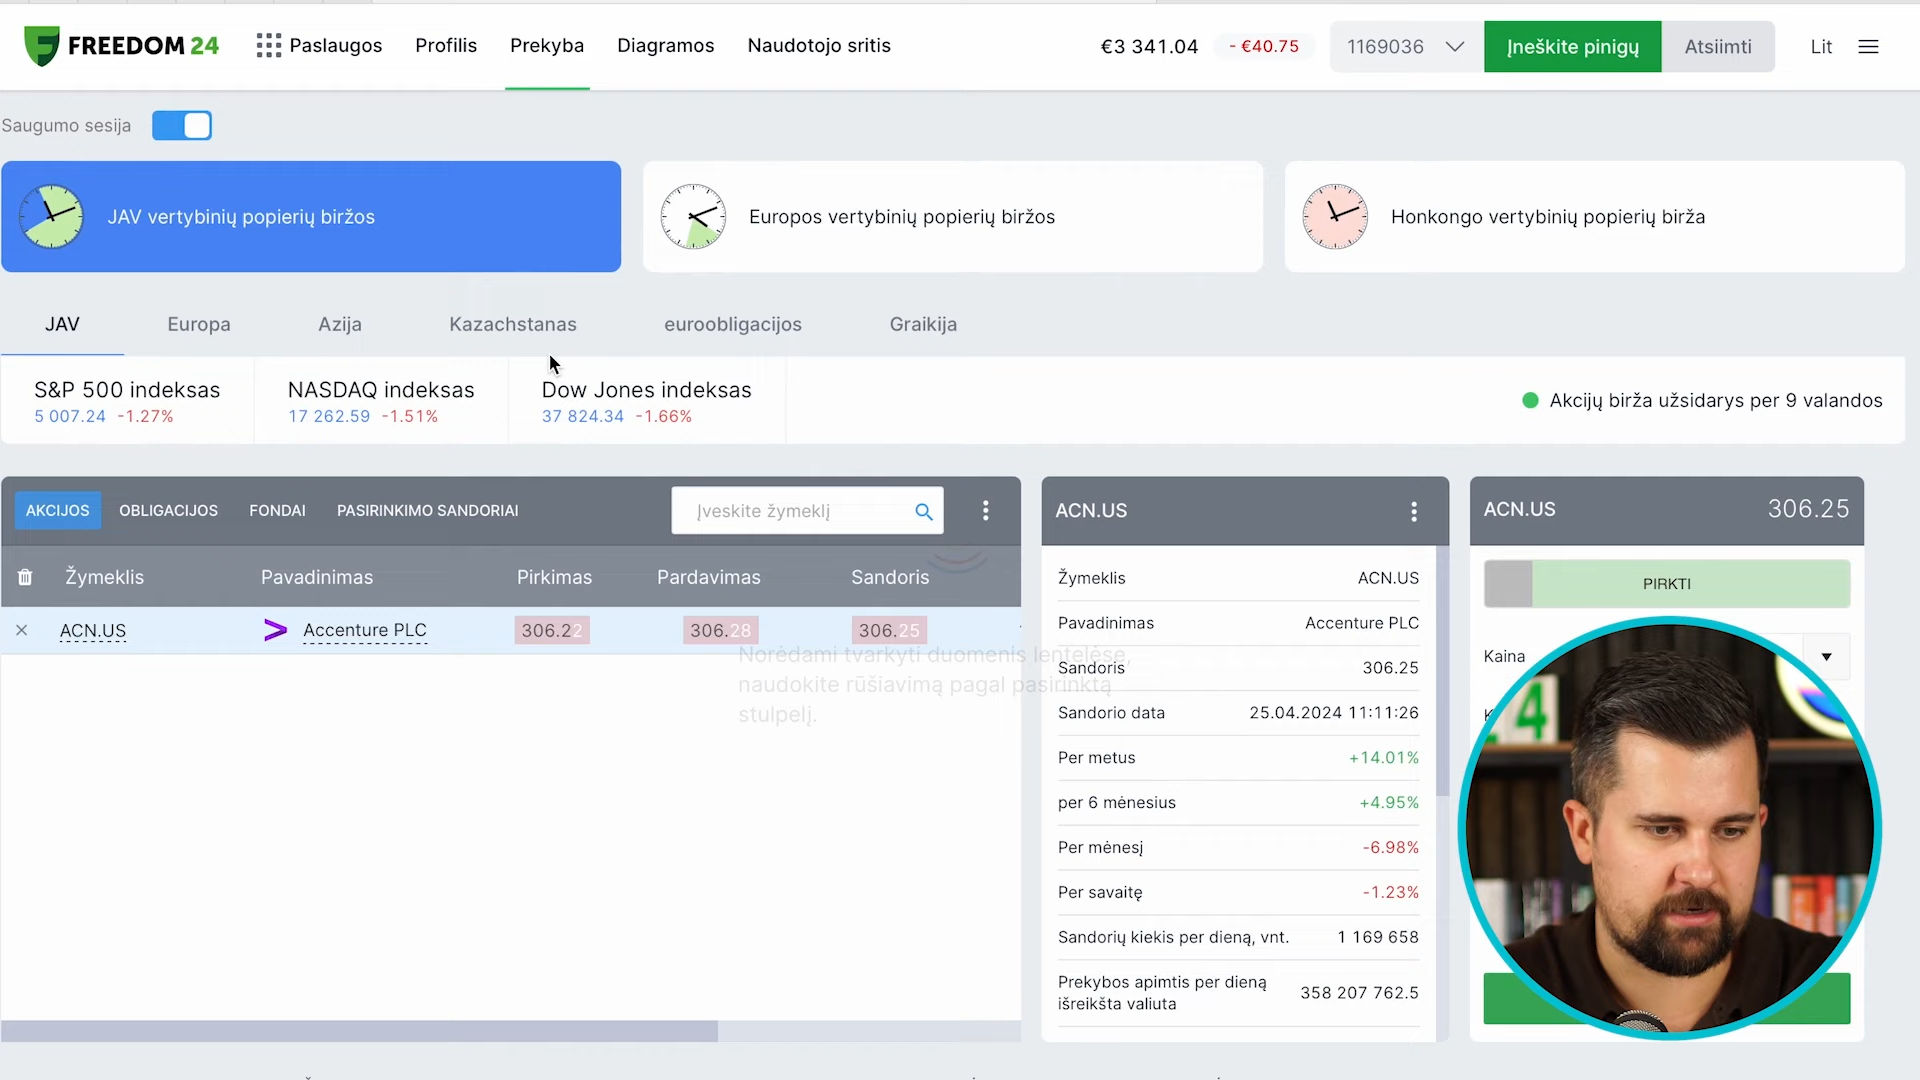 FREEDOM 24
Paslaugos
Profilis
Prekyba
Diagramos
Naudotojo sritis
€3 341.04
- €40.75
1169036
Įneškite pinigų
Atsiimti
Lit
Saugumo sesija
JAV vertybinių popierių biržos
Europos vertybinių popierių biržos
Honkongo vertybinių popierių birža
JAV
Europa
Azija
Kazachstanas
euroobligacijos
Graikija
S&P 500 indeksas
5 007.24 -1.27%
NASDAQ indeksas
17 262.59 -1.51%
Dow Jones indeksas
37 824.34 -1.66%
Akcijų birža užsidarys per 9 valandos
AKCIJOS
OBLIGACIJOS
FONDAI
PASIRINKIMO SANDORIAI
Įveskite žymeklį
Žymeklis
Pavadinimas
Pirkimas
Pardavimas
Sandoris
ACN.US
Accenture PLC
306.22
306.28
306.25
Norėdami tvarkyti duomenis lentelėse,
naudokite rūšiavimą pagal pasirinktą
stulpelį.
ACN.US
Žymeklis ACN.US
Pavadinimas Accenture PLC
Sandoris 306.25
Sandorio data 25.04.2024 11:11:26
Per metus +14.01%
per 6 mėnesius +4.95%
Per mėnesį -6.98%
Per savaitę -1.23%
Sandorių kiekis per dieną, vnt. 1 169 658
Prekybos apimtis per dieną
išreikšta valiuta 358 207 762.5
ACN.US 306.25
PIRKTI
Kaina
24